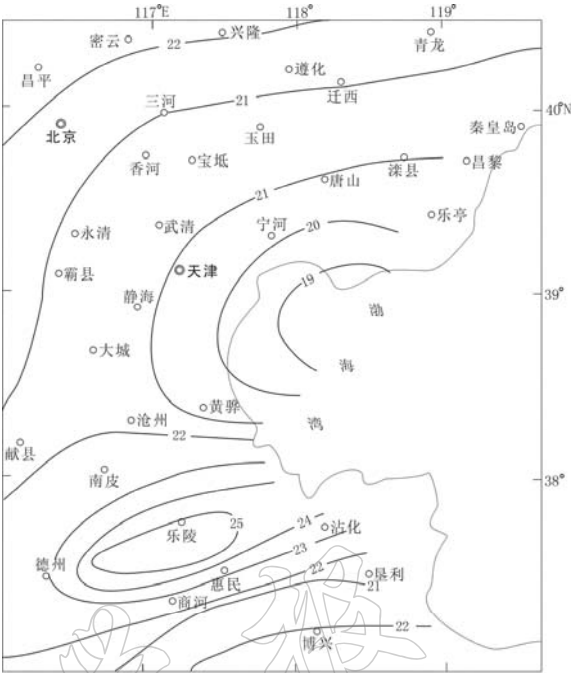 117°E
118°
119°
密云
22
兴隆
青龙
昌平
遵化
迁西
三河
21
40°N
北京
玉田
秦皇岛
香河
宝坻
滦县
昌黎
21
唐山
永清
武清
宁河
20
乐亭
霸县
天津
39°
静海
19
渤
大城
海
黄骅
沧州
湾
22
献县
南皮
38°
25
24
沾化
乐陵
23
德州
惠民
22
垦利
21
商河
22
博兴